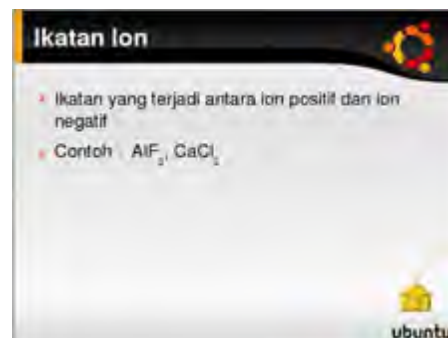 Ikatan Ion
Ikatan yang terjadi antara ion positif dan ion
negatif
Contoh : AlF₃, CaCl₂
ubuntu